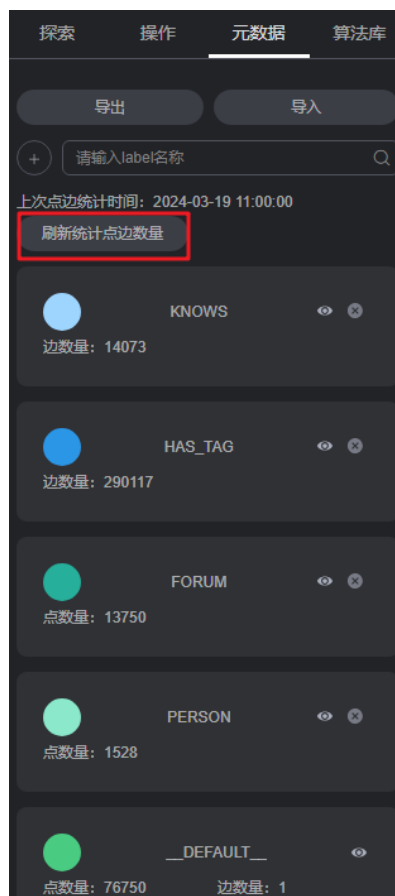 探索 操作 元数据 算法库
导出 导入
+ 请输入label名称
上次点边统计时间：2024-03-19 11:00:00
刷新统计点边数量
KNOWS
边数量：14073
HAS_TAG
边数量：290117
FORUM
点数量：13750
PERSON
点数量：1528
__DEFAULT__
点数量：76750 边数量：1